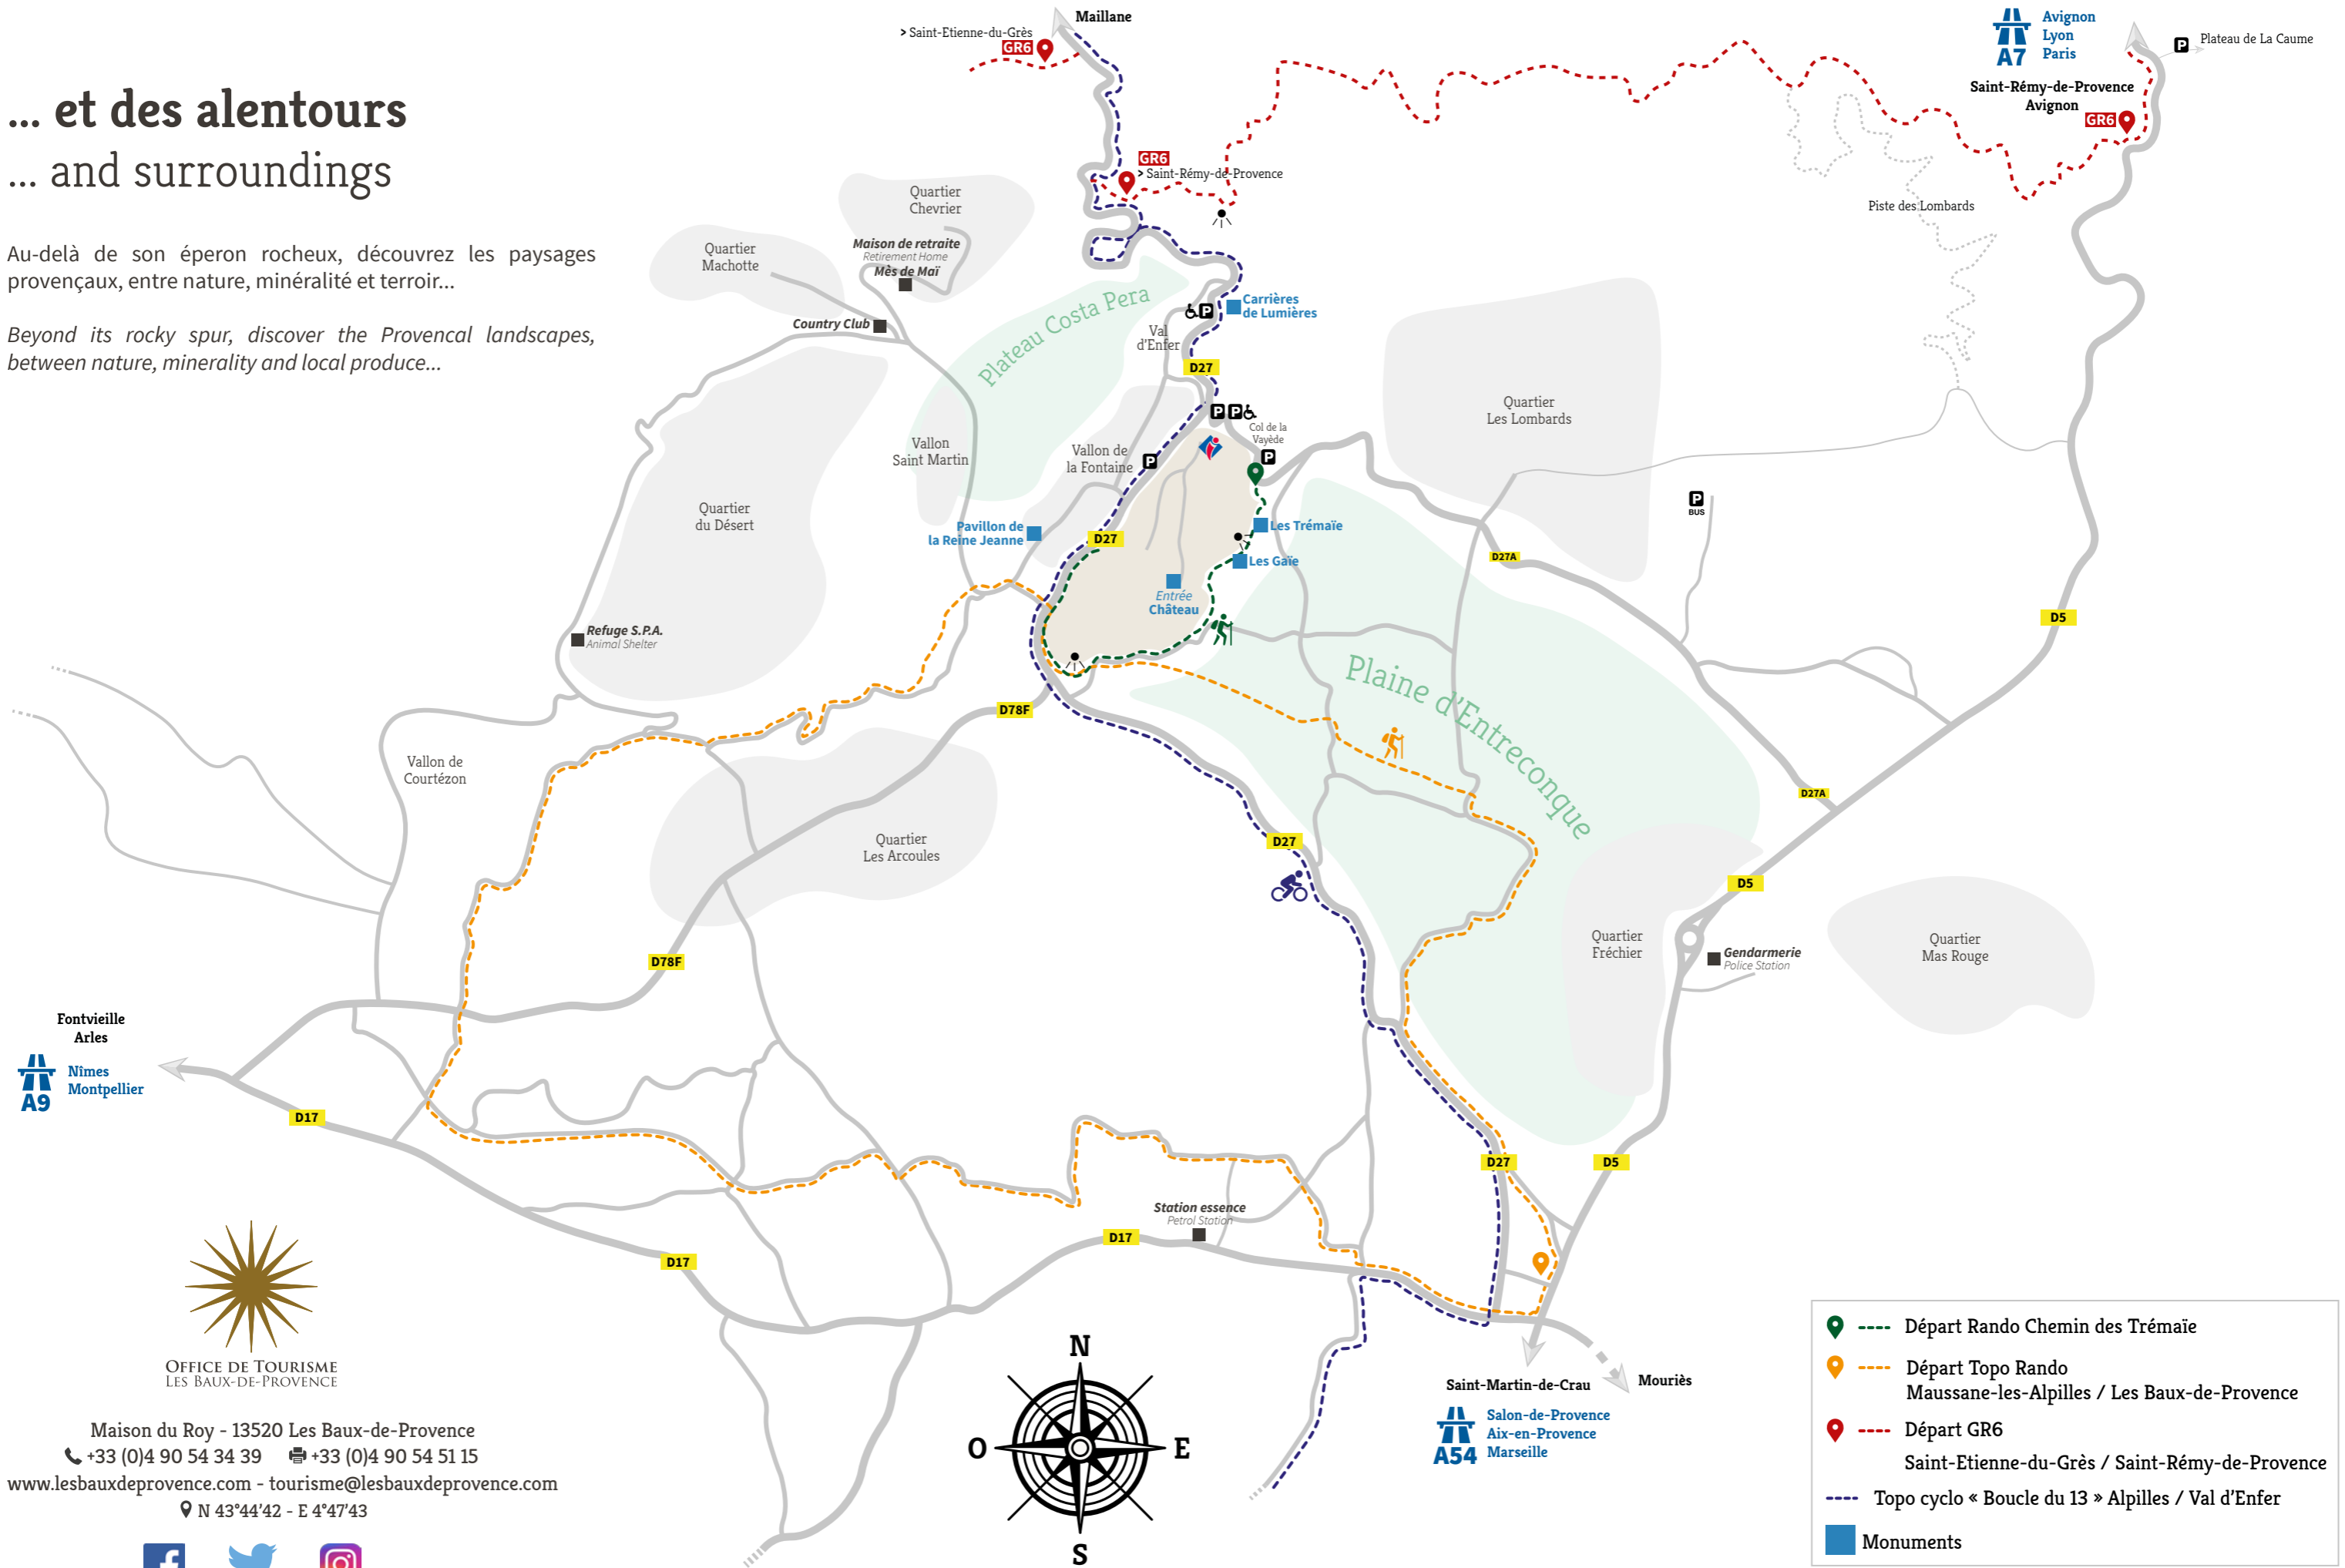 ... et des alentours
... and surroundings
Au-delà de son éperon rocheux, découvrez les paysages
provençaux, entre nature, minéralité et terroir...
Beyond its rocky spur, discover the Provencal landscapes,
between nature, minerality and local produce...
Maillane
> Saint-Etienne-du-Grès
GR6
GR6
> Saint-Rémy-de-Provence
A7
Avignon
Lyon
Paris
P
Plateau de La Caume
Saint-Rémy-de-Provence
Avignon
GR6
Piste des Lombards
Quartier
Chevrier
Quartier
Machotte
Maison de retraite
Retirement Home
Mès de Maï
Country Club
Plateau Costa Pera
P
Carrières
de Lumières
Val
d'Enfer
D27
P P
Col de la
Vayède
P
Quartier
Les Lombards
Vallon
Saint Martin
Vallon de
la Fontaine
P
Quartier
du Désert
Pavillon de
la Reine Jeanne
D27
Les Trémaïe
Les Gaïe
Entrée
Château
P
BUS
D27A
D5
Refuge S.P.A.
Animal Shelter
Plaine d'Entreconque
D78F
Vallon de
Courtézon
Quartier
Les Arcoules
D27
D27A
D5
Quartier
Fréchier
Gendarmerie
Police Station
Quartier
Mas Rouge
D78F
Fontvieille
Arles
A9
Nîmes
Montpellier
D17
D27
D5
Station essence
Petrol Station
D17
D17
OFFICE DE TOURISME
LES BAUX-DE-PROVENCE
Maison du Roy - 13520 Les Baux-de-Provence
+33 (0)4 90 54 34 39 +33 (0)4 90 54 51 15
www.lesbauxdeprovence.com - tourisme@lesbauxdeprovence.com
N 43°44'42 - E 4°47'43
N
O
E
S
Saint-Martin-de-Crau
Mouriès
A54
Salon-de-Provence
Aix-en-Provence
Marseille
Départ Rando Chemin des Trémaïe
Départ Topo Rando
Maussane-les-Alpilles / Les Baux-de-Provence
Départ GR6
Saint-Etienne-du-Grès / Saint-Rémy-de-Provence
Topo cyclo « Boucle du 13 » Alpilles / Val d'Enfer
Monuments